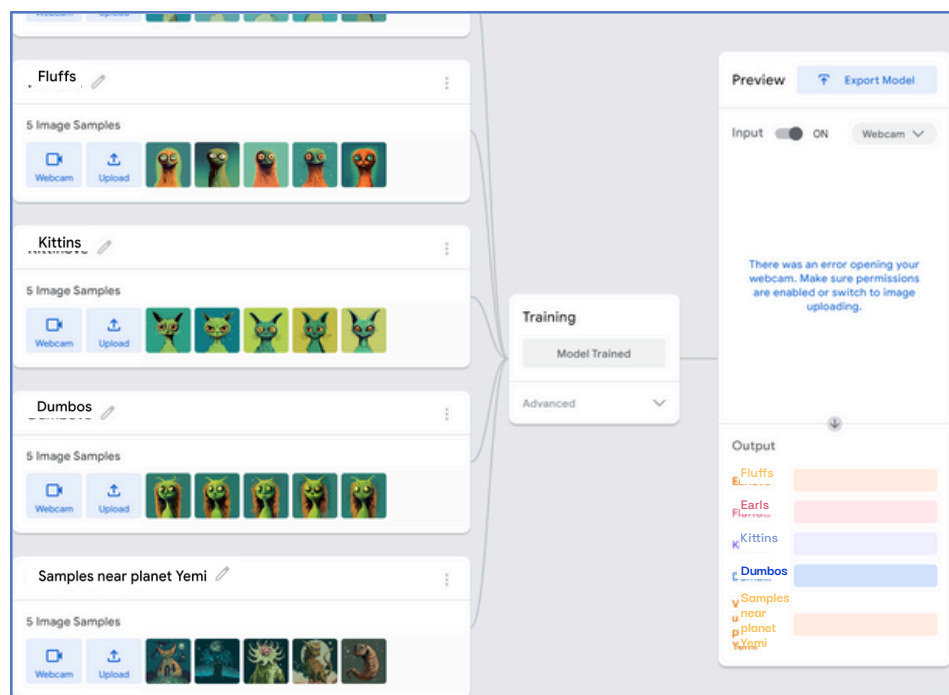 Webcam
Upload
Fluffs
5 Image Samples
Webcam
Upload
Kittins
5 Image Samples
Webcam
Upload
Dumbos
5 Image Samples
Webcam
Upload
Samples near planet Yemi
5 Image Samples
Webcam
Upload
Training
Model Trained
Advanced
Preview
Export Model
Input
ON
Webcam
There was an error opening your
webcam. Make sure permissions
are enabled or switch to image
uploading.
Output
Fluffs
Earls
Kittins
Dumbos
Samples
near
planet
Yemi